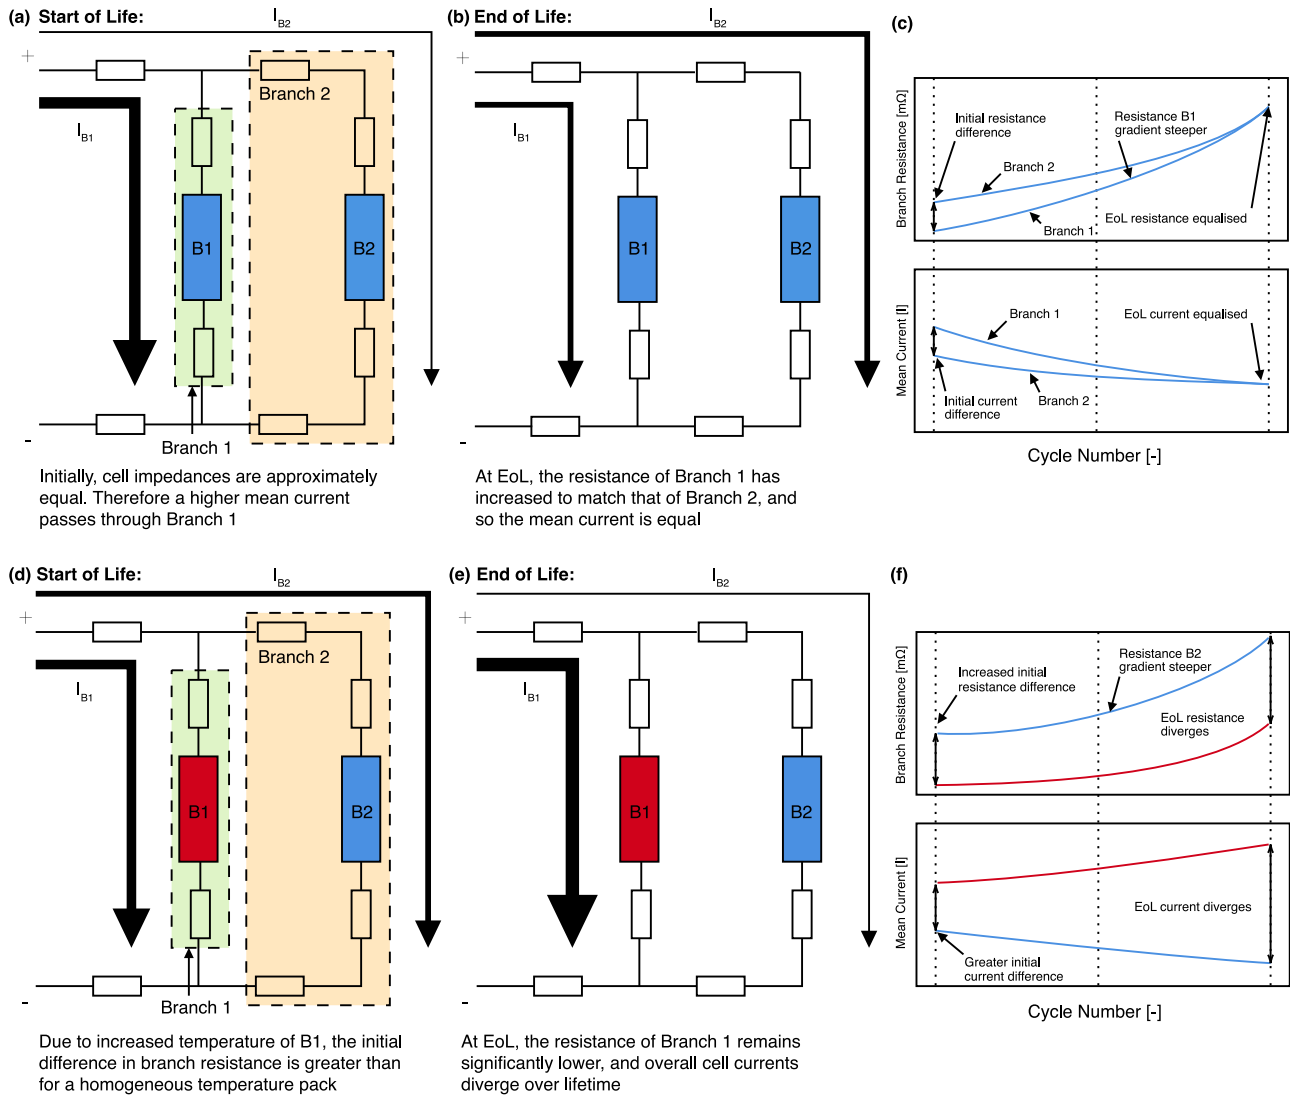 (a) Start of Life:
I_B2
+
Branch 2
I_B1
B1
B2
-
Branch 1
Initially, cell impedances are approximately
equal. Therefore a higher mean current
passes through Branch 1
(b) End of Life:
I_B2
+
I_B1
B1
B2
-
At EoL, the resistance of Branch 1 has
increased to match that of Branch 2, and
so the mean current is equal
(c)
Branch Resistance [mΩ]
Initial resistance
difference
Resistance B1
gradient steeper
Branch 2
Branch 1
EoL resistance equalised
Mean Current [I]
Branch 1
EoL current equalised
Initial current
difference
Branch 2
Cycle Number [-]
(d) Start of Life:
I_B2
+
Branch 2
I_B1
B1
B2
-
Branch 1
Due to increased temperature of B1, the initial
difference in branch resistance is greater than
for a homogeneous temperature pack
(e) End of Life:
I_B2
+
I_B1
B1
B2
-
At EoL, the resistance of Branch 1 remains
significantly lower, and overall cell currents
diverge over lifetime
(f)
Branch Resistance [mΩ]
Increased initial
resistance difference
Resistance B2
gradient steeper
EoL resistance
diverges
Mean Current [I]
EoL current diverges
Greater initial
current difference
Cycle Number [-]